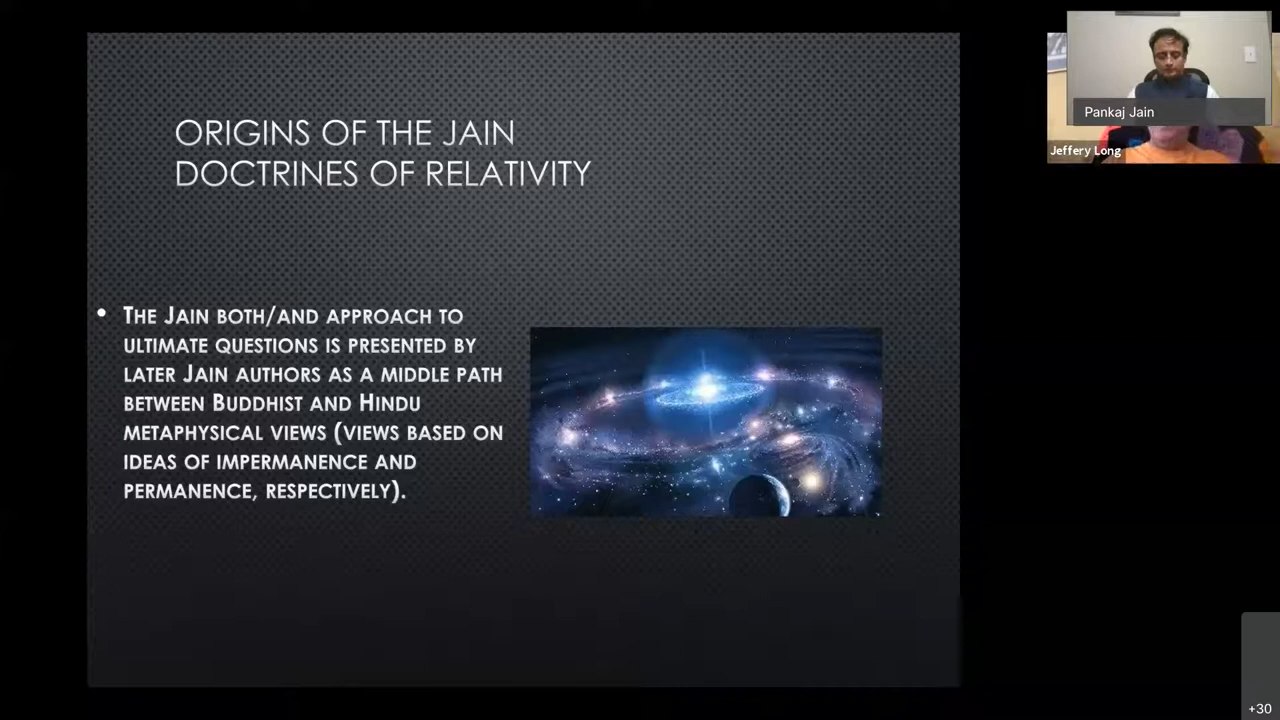 ORIGINS OF THE JAIN
DOCTRINES OF RELATIVITY
• THE JAIN BOTH/AND APPROACH TO
ULTIMATE QUESTIONS IS PRESENTED BY
LATER JAIN AUTHORS AS A MIDDLE PATH
BETWEEN BUDDHIST AND HINDU
METAPHYSICAL VIEWS (VIEWS BASED ON
IDEAS OF IMPERMANENCE AND
PERMANENCE, RESPECTIVELY).
Pankaj Jain
Jeffery Long
+30